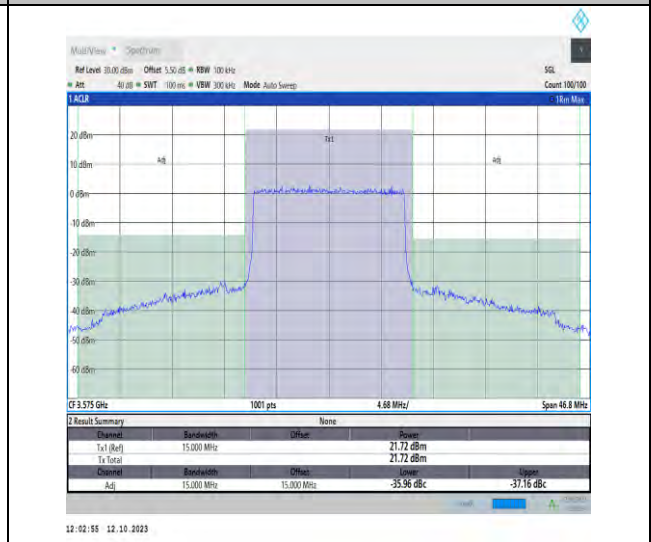 MultiView Spectrum
Ref Level 30.00 dBm Offset 5.50 dB RBW 100 kHz SGL
Att 40 dB SWT 100 ms VBW 300 kHz Mode Auto Sweep Count 100/100
1 ACLR 1Rm Max
Tx1
Adj Adj
20 dBm
10 dBm
0 dBm
-10 dBm
-20 dBm
-30 dBm
-40 dBm
-50 dBm
-60 dBm
CF 3.575 GHz 1001 pts 4.68 MHz/ Span 46.8 MHz
2 Result Summary None
Channel Bandwidth Offset Power
Tx1 (Ref) 15.000 MHz 21.72 dBm
Tx Total 21.72 dBm
Channel Bandwidth Offset Lower Upper
Adj 15.000 MHz 15.000 MHz -35.96 dBc -37.16 dBc
12:02:55 12.10.2023